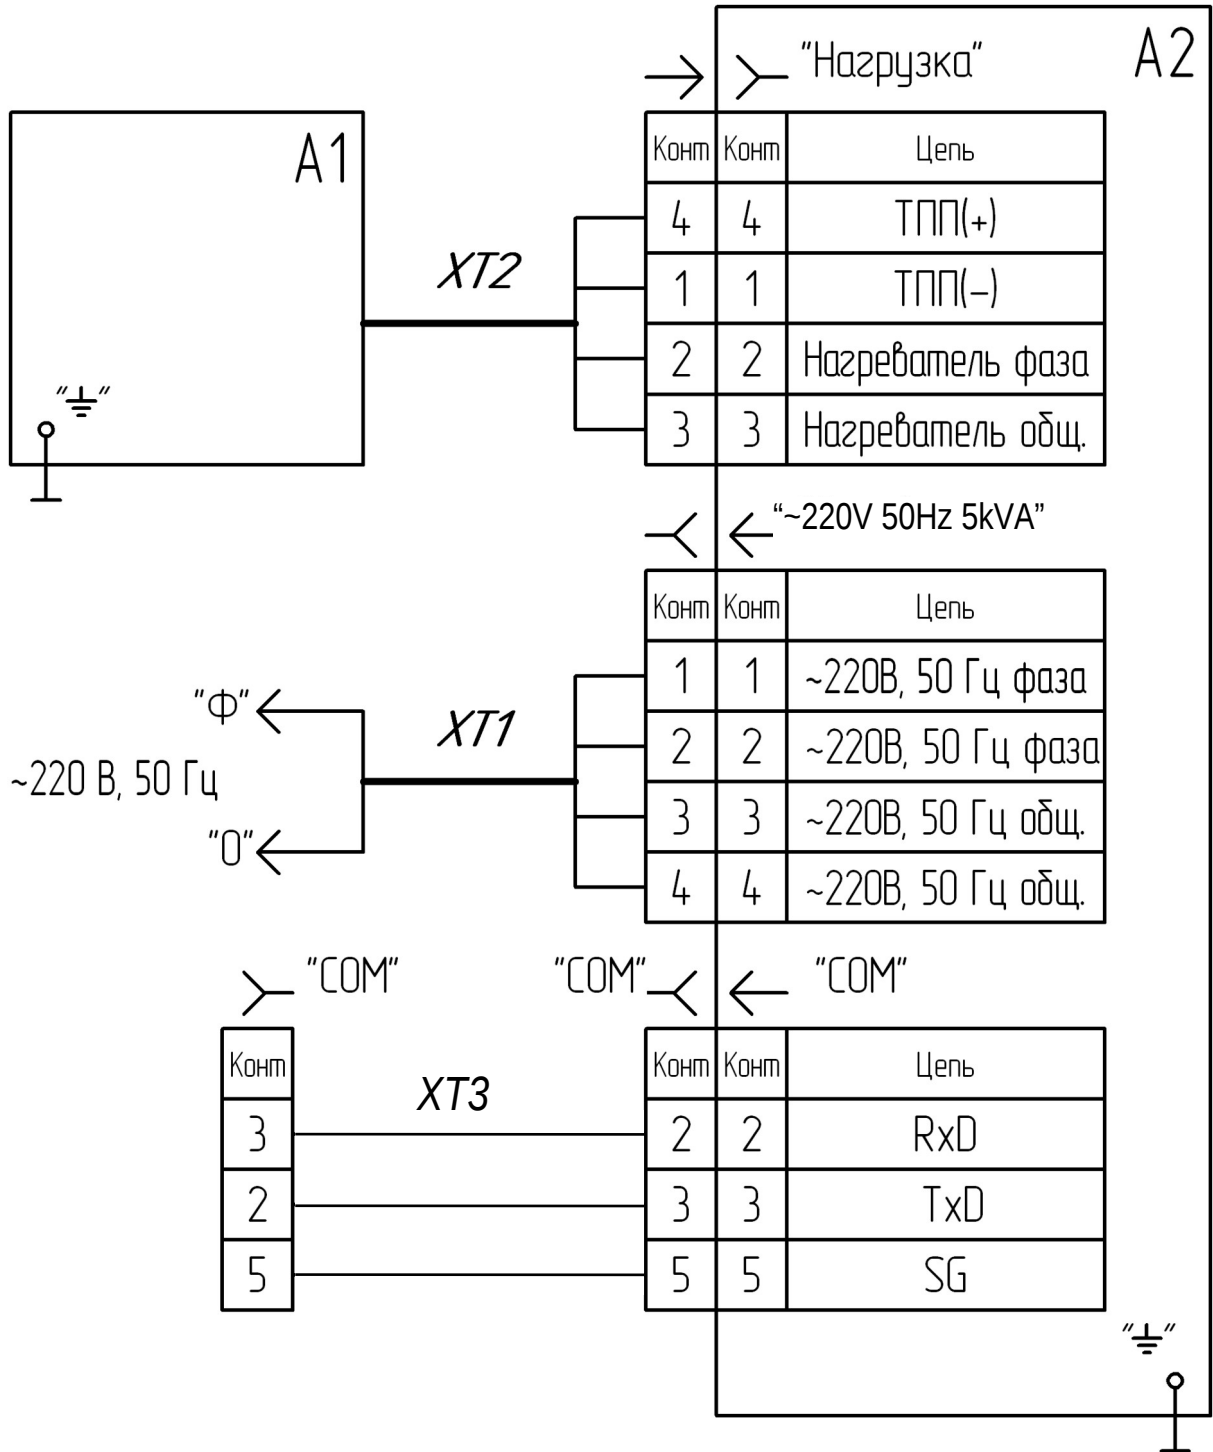 A2
"Нагрузка"
A1
Конт Конт Цепь
4 4 ТПП(+)
XT2
1 1 ТПП(–)
2 2 Нагреватель фаза
3 3 Нагреватель общ.
"⏚"
“~220V 50Hz 5kVA”
Конт Конт Цепь
1 1 ~220В, 50 Гц фаза
"Ф"
XT1
2 2 ~220В, 50 Гц фаза
~220 В, 50 Гц
3 3 ~220В, 50 Гц общ.
"0"
4 4 ~220В, 50 Гц общ.
"COM" "COM" "COM"
Конт Конт Конт Цепь
XT3
3 2 2 RxD
2 3 3 TxD
5 5 5 SG
"⏚"